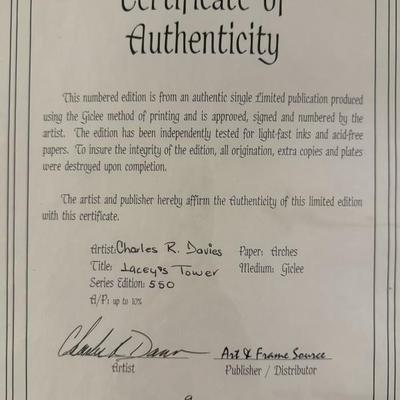 Certificate of
Authenticity
This numbered edition is from an authentic single Limited publication produced
using the Giclee method of printing and is approved, signed and numbered by the
artist. The edition has been independently tested for light-fast inks and acid-free
papers. To insure the integrity of the edition, all origination, extra copies and plates
were destroyed upon completion.
The artist and publisher hereby affirm the Authenticity of this limited edition
with this certificate.
Artist: Charles R. Davies Paper: Arches
Title: Lacey's Tower Medium: Giclee
Series Edition: 550
A/P: up to 10%
Art & Frame Source
Artist Publisher / Distributor